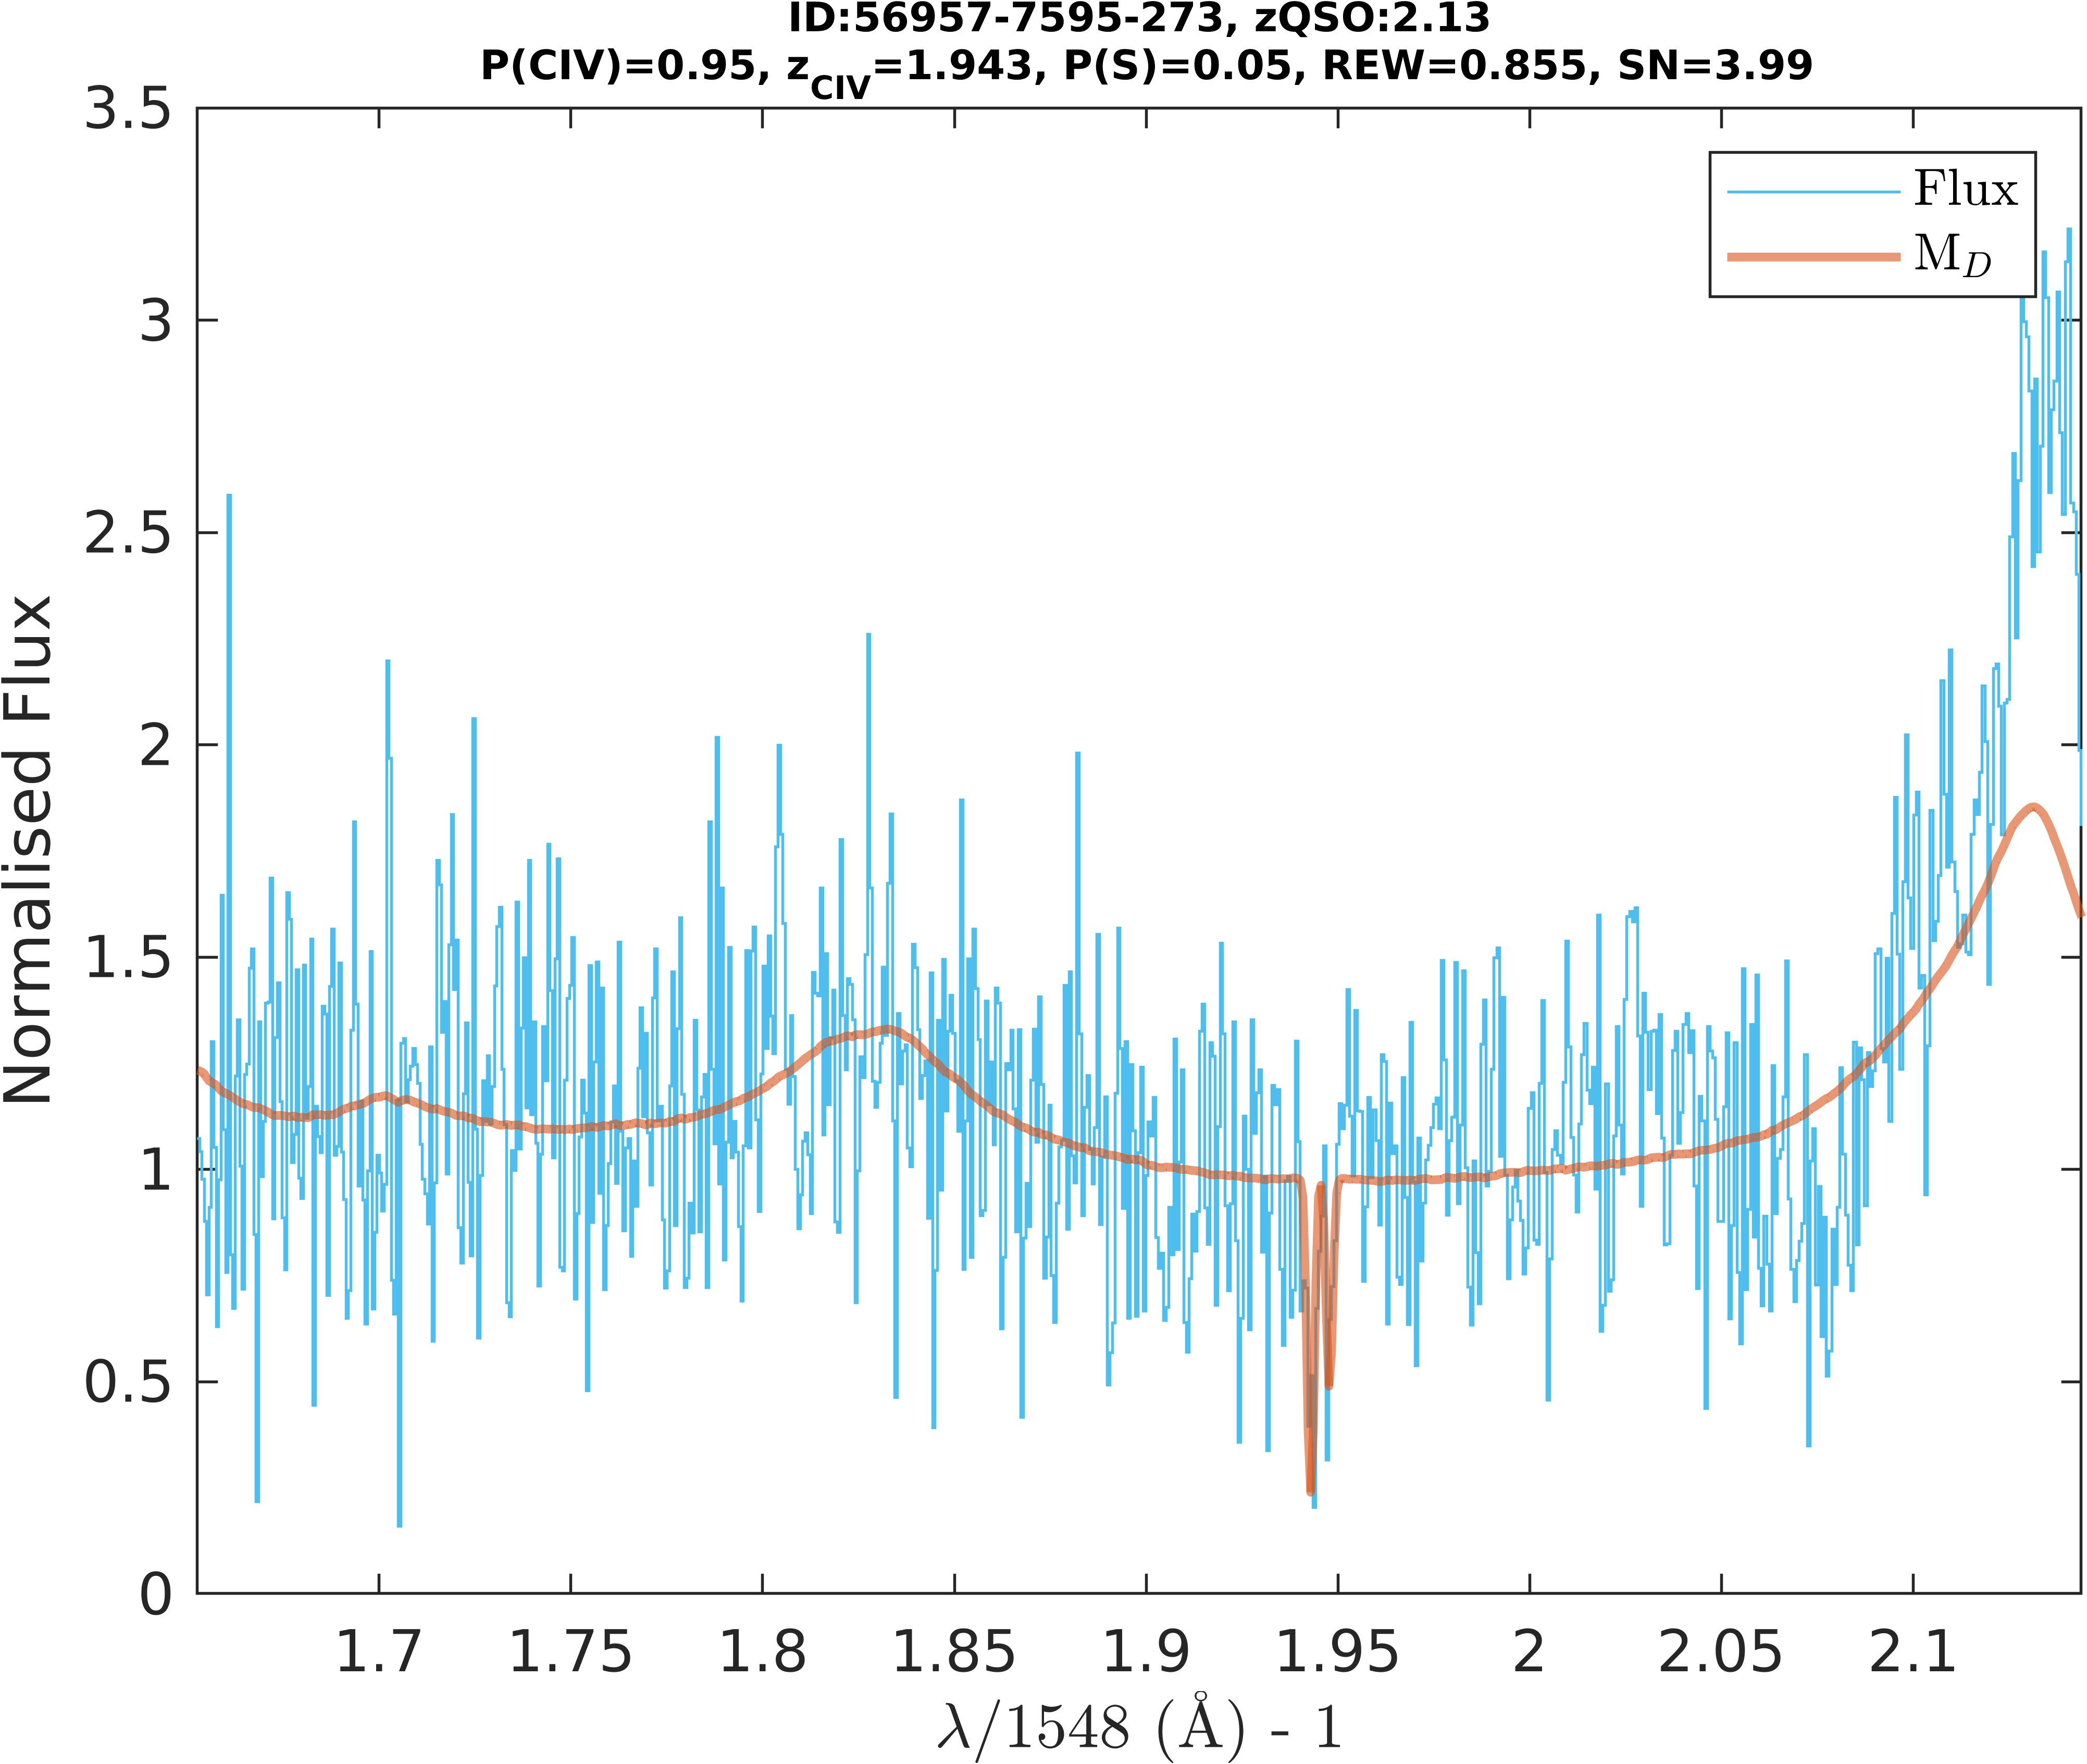 ID:56957-7595-273, zQSO:2.13
P(CIV)=0.95, z_CIV=1.943, P(S)=0.05, REW=0.855, SN=3.99
3.5
3
2.5
2
1.5
1
0.5
0
Normalised Flux
Flux
M_D
1.7 1.75 1.8 1.85 1.9 1.95 2 2.05 2.1
λ/1548 (Å) - 1